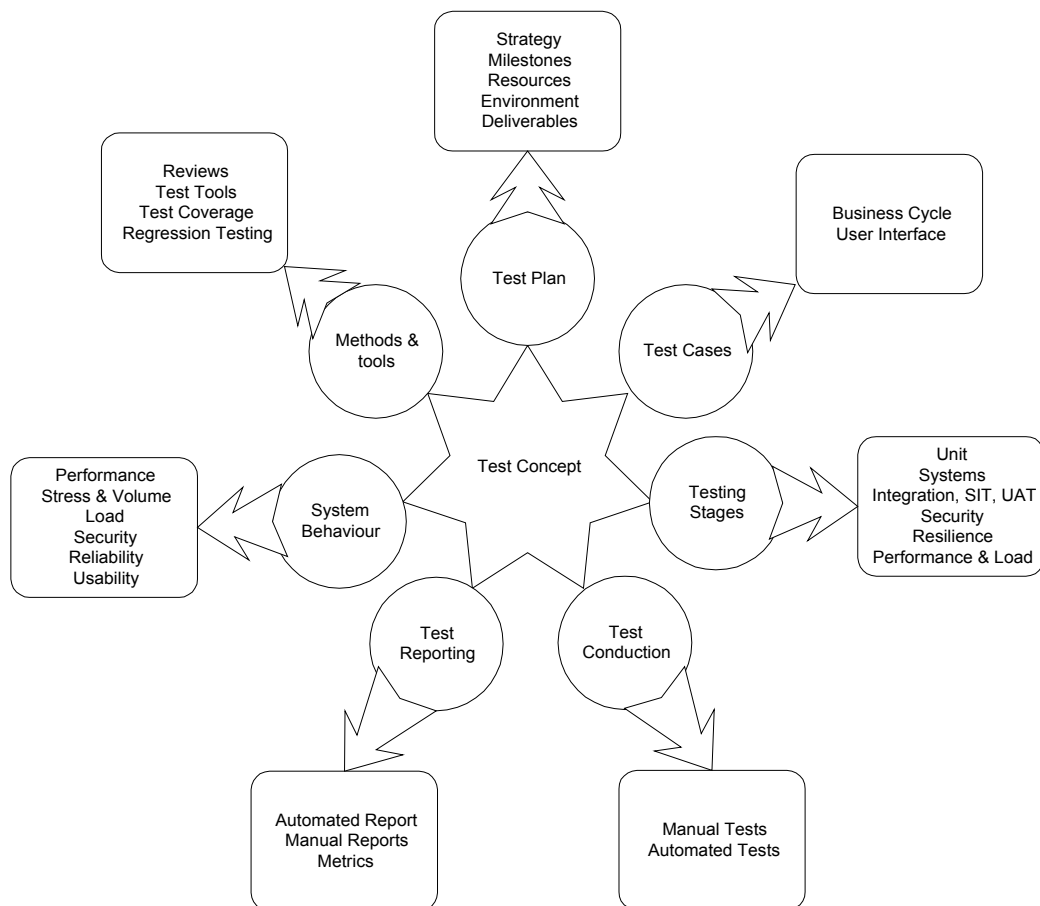 Strategy
Milestones
Resources
Environment
Deliverables
Reviews
Test Tools
Test Coverage
Regression Testing
Business Cycle
User Interface
Test Plan
Methods &
tools
Test Cases
Test Concept
Performance
Stress & Volume
Load
Security
Reliability
Usability
System
Behaviour
Testing
Stages
Unit
Systems
Integration, SIT, UAT
Security
Resilience
Performance & Load
Test
Reporting
Test
Conduction
Automated Report
Manual Reports
Metrics
Manual Tests
Automated Tests